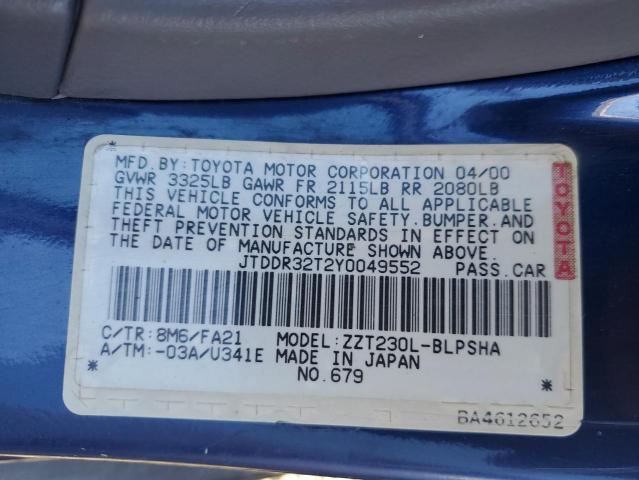 MFD.BY:TOYOTA MOTOR CORPORATION 04/00
GVWR 3325LB GAWR FR 2115LB RR 2080LB
THIS VEHICLE CONFORMS TO ALL APPLICABLE
FEDERAL MOTOR VEHICLE SAFETY.BUMPER.AND
THEFT PREVENTION STANDARDS IN EFFECT ON
THE DATE OF MANUFACTURE SHOWN ABOVE.
JTDDR32T2Y0049552 PASS.CAR
TOYOTA
C/TR:8M6/FA21 MODEL:ZZT230L-BLPSHA
A/TM:-03A/U341E MADE IN JAPAN
NO.679
BA4612652